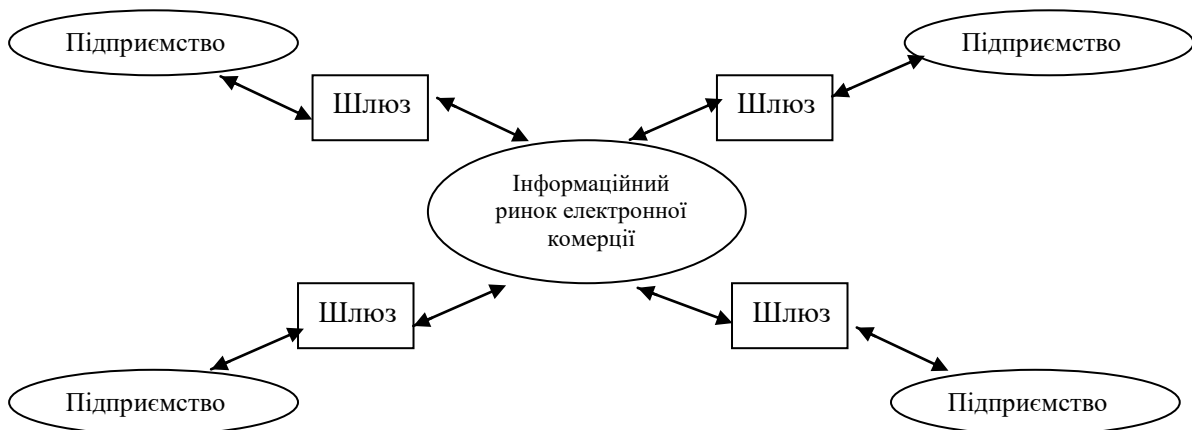 Підприємство
Підприємство
Шлюз
Шлюз
Інформаційний
ринок електронної
комерції
Шлюз
Шлюз
Підприємство
Підприємство